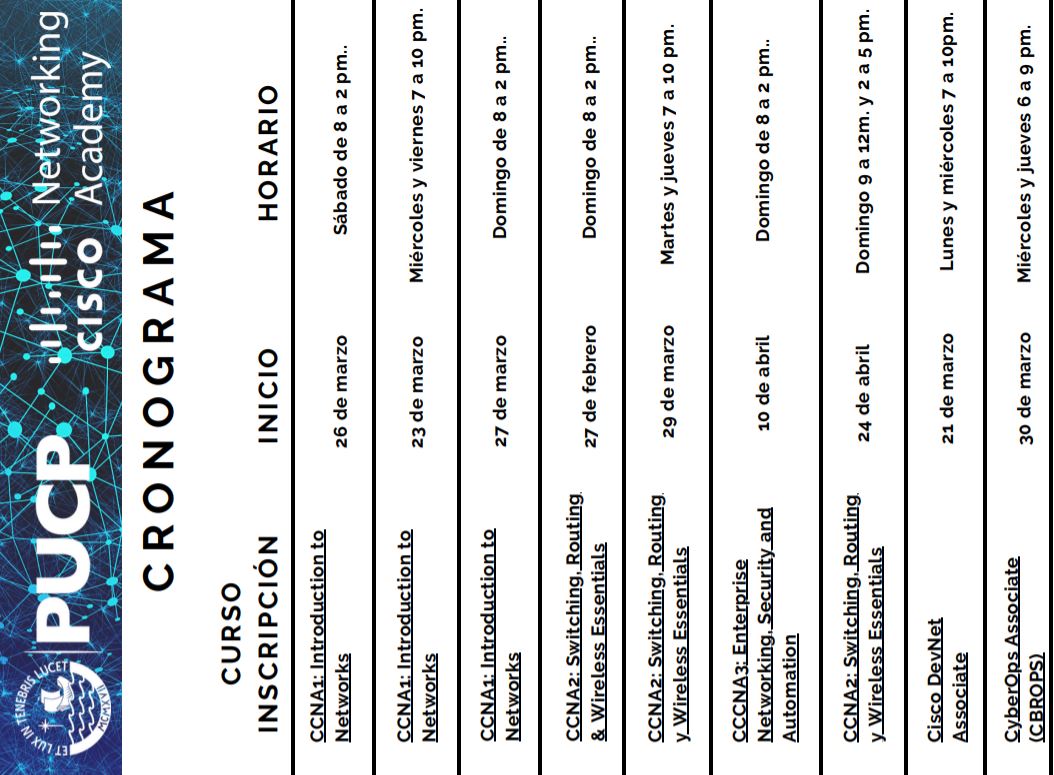 ET LUX IN TENEBRIS LUCET
MCMXVII
PUCP
CISCO
Networking
Academy
CRONOGRAMA
CURSO
INSCRIPCIÓN
INICIO
HORARIO
CCNA1: Introduction to
Networks
26 de marzo
Sábado de 8 a 2 pm..
CCNA1: Introduction to
Networks
23 de marzo
Miércoles y viernes 7 a 10 pm.
CCNA1: Introduction to
Networks
27 de marzo
Domingo de 8 a 2 pm..
CCNA2: Switching, Routing
& Wireless Essentials
27 de febrero
Domingo de 8 a 2 pm..
CCNA2: Switching, Routing
y Wireless Essentials
29 de marzo
Martes y jueves 7 a 10 pm.
CCCNA3: Enterprise
Networking, Security and
Automation
10 de abril
Domingo de 8 a 2 pm..
CCNA2: Switching, Routing
y Wireless Essentials
24 de abril
Domingo 9 a 12m. y 2 a 5 pm.
Cisco DevNet
Associate
21 de marzo
Lunes y miércoles 7 a 10pm.
CyberOps Associate
(CBROPS)
30 de marzo
Miércoles y jueves 6 a 9 pm.